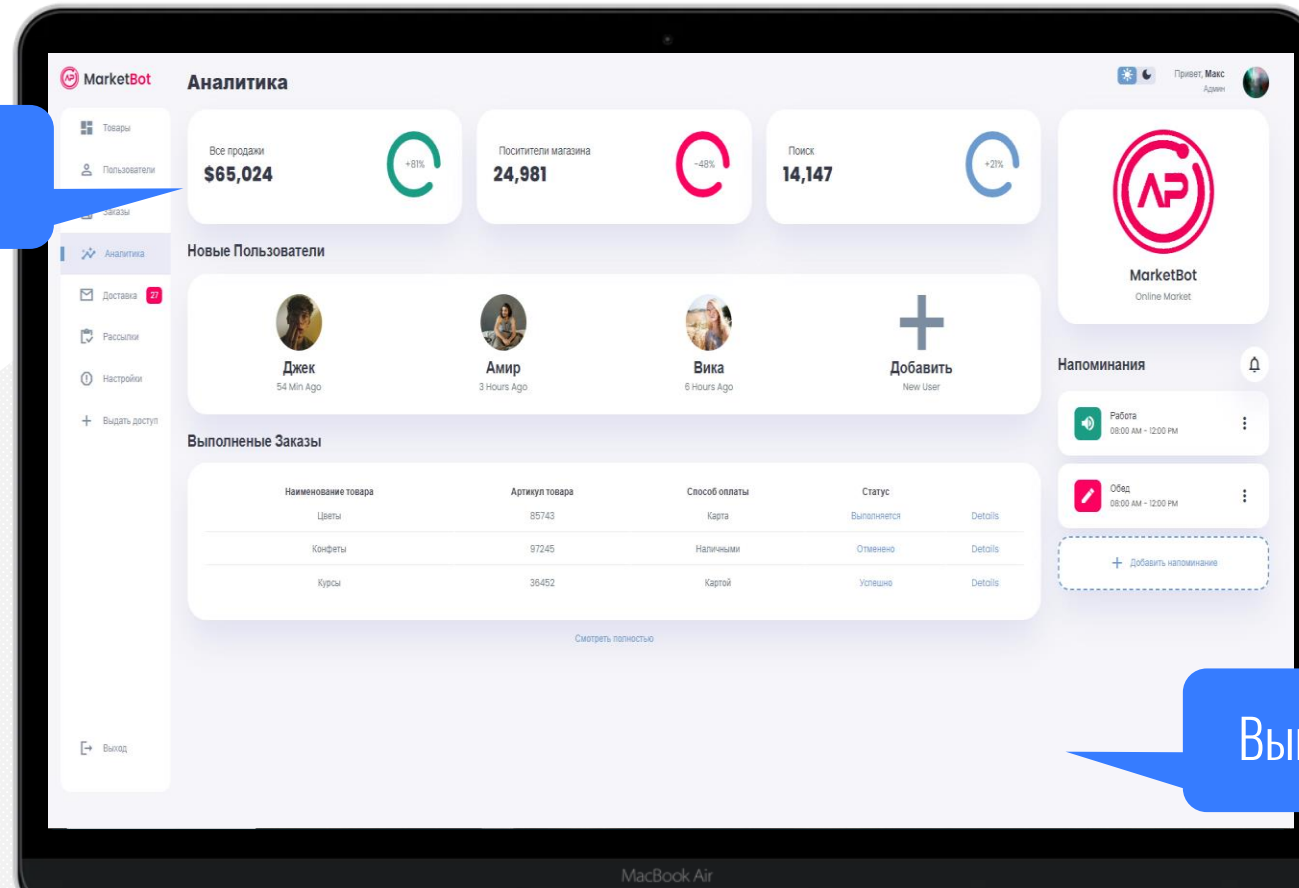 MarketBot
Аналитика
Привет, Макс
Админ
Товары
Пользователи
Заказы
Аналитика
Доставка 27
Рассылки
Настройки
Выдать доступ
Выход
Все продажи
$65,024
+81%
Поситители магазина
24,981
-48%
Поиск
14,147
+21%
Новые Пользователи
Джек
54 Min Ago
Амир
3 Hours Ago
Вика
6 Hours Ago
Добавить
New User
Выполненые Заказы
Наименование товара Артикул товара Способ оплаты Статус
Цветы 85743 Карта Выполняется Details
Конфеты 97245 Наличными Отменено Details
Курсы 36452 Картой Успешно Details
Смотреть полностью
AP
MarketBot
Online Market
Напоминания
Работа
08:00 AM - 12:00 PM
Обед
08:00 AM - 12:00 PM
Добавить напоминание
MacBook Air